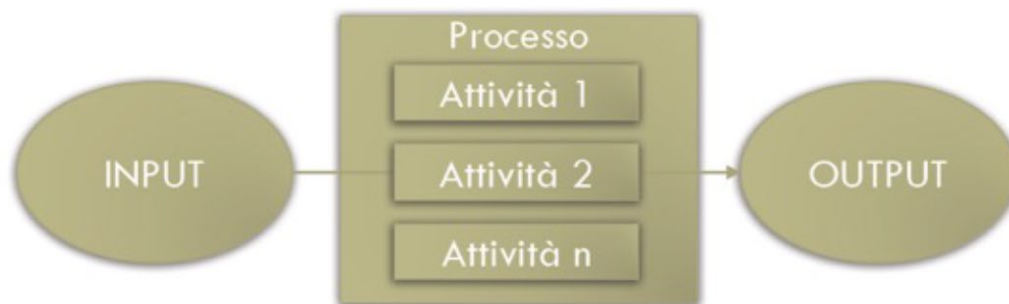 Processo
Attività 1
INPUT
Attività 2
OUTPUT
Attività n